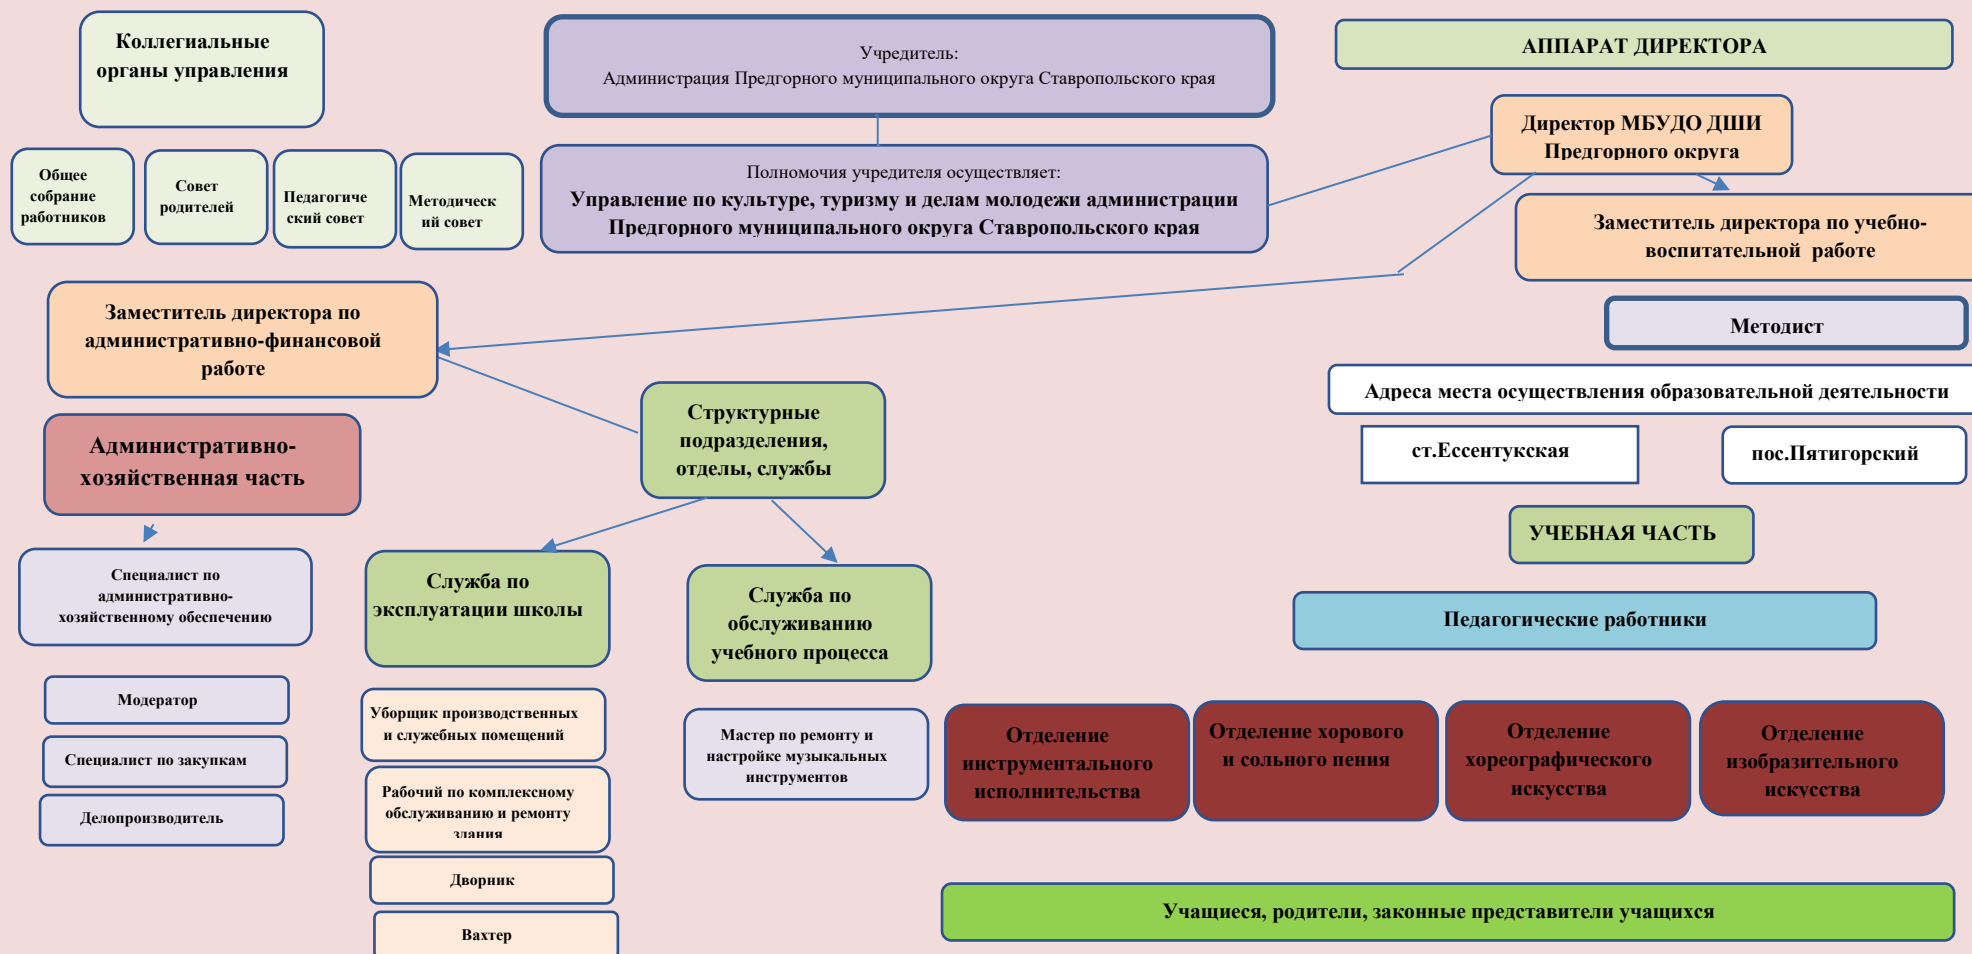 Коллегиальные
органы управления
Учредитель:
Администрация Предгорного муниципального округа Ставропольского края
АППАРАТ ДИРЕКТОРА
Директор МБУДО ДШИ
Предгорного округа
Общее
собрание
работников
Совет
родителей
Педагогиче
ский совет
Методическ
ий совет
Полномочия учредителя осуществляет:
Управление по культуре, туризму и делам молодежи администрации
Предгорного муниципального округа Ставропольского края
Заместитель директора по учебно-
воспитательной работе
Заместитель директора по
административно-финансовой
работе
Методист
Адреса места осуществления образовательной деятельности
ст.Ессентукская
пос.Пятигорский
Структурные
подразделения,
отделы, службы
Административно-
хозяйственная часть
УЧЕБНАЯ ЧАСТЬ
Специалист по
административно-
хозяйственному обеспечению
Служба по
эксплуатации школы
Служба по
обслуживанию
учебного процесса
Педагогические работники
Модератор
Специалист по закупкам
Делопроизводитель
Уборщик производственных
и служебных помещений
Рабочий по комплексному
обслуживанию и ремонту
здания
Дворник
Вахтер
Мастер по ремонту и
настройке музыкальных
инструментов
Отделение
инструментального
исполнительства
Отделение хорового
и сольного пения
Отделение
хореографического
искусства
Отделение
изобразительного
искусства
Учащиеся, родители, законные представители учащихся